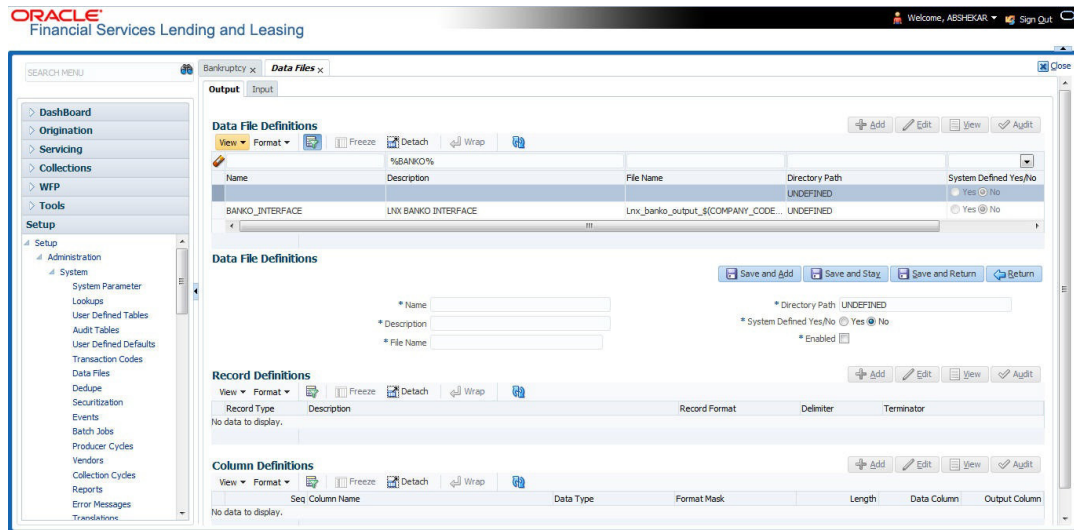 ORACLE
Financial Services Lending and Leasing
Welcome, ABSHEKAR Sign Out
SEARCH MENU
DashBoard
Origination
Servicing
Collections
WFP
Tools
Setup
Setup
Administration
System
System Parameter
Lookups
User Defined Tables
Audit Tables
User Defined Defaults
Transaction Codes
Data Files
Dedupe
Securitization
Events
Batch Jobs
Producer Cycles
Vendors
Collection Cycles
Reports
Error Messages
Translations
Bankruptcy x Data Files x
Close
Output Input
Data File Definitions
Add Edit View Audit
View Format Freeze Detach Wrap
%BANKO%
Name Description File Name Directory Path System Defined Yes/No
UNDEFINED Yes No
BANKO_INTERFACE LNX BANKO INTERFACE Lnx_banko_output_$(COMPANY_CODE... UNDEFINED Yes No
Data File Definitions
Save and Add Save and Stay Save and Return Return
* Name * Directory Path UNDEFINED
* Description * System Defined Yes/No Yes No
* File Name * Enabled
Record Definitions
Add Edit View Audit
View Format Freeze Detach Wrap
Record Type Description Record Format Delimiter Terminator
No data to display.
Column Definitions
Add Edit View Audit
View Format Freeze Detach Wrap
Seq Column Name Data Type Format Mask Length Data Column Output Column
No data to display.